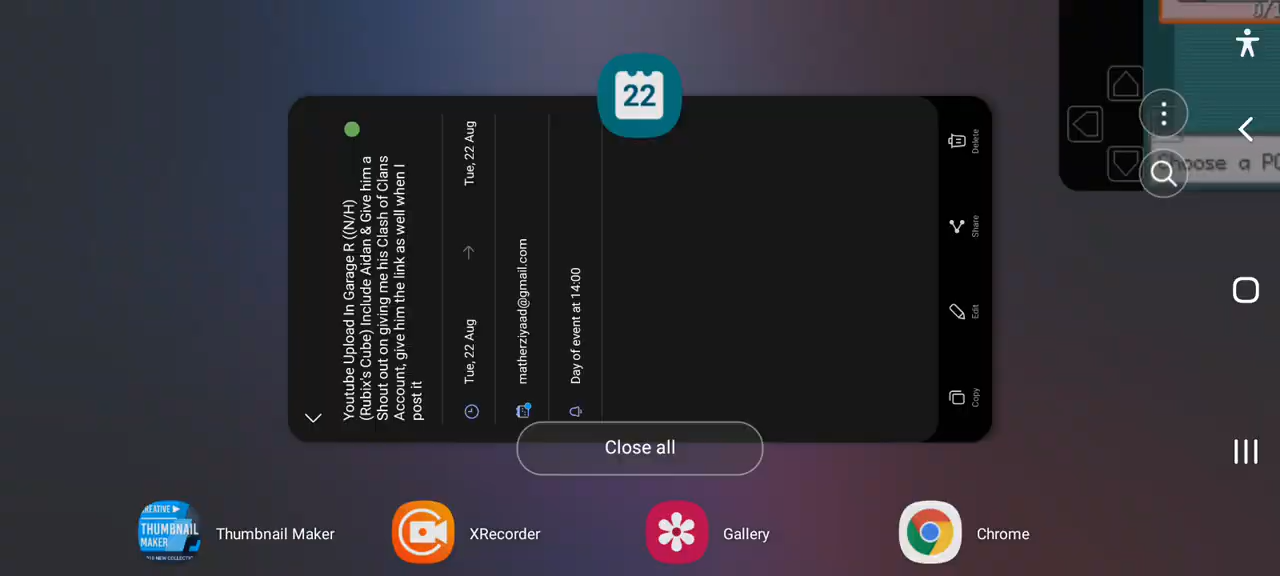 0/1
22
Youtube Upload In Garage R ((N/H)
(Rubix's Cube) Include Aidan & Give him a
Shout out on giving me his Clash of Clans
Account, give him the link as well when I
post it
Tue, 22 Aug
Tue, 22 Aug
matherziyaad@gmail.com
Day of event at 14:00
Delete
Share
Edit
Copy
Choose a PO
Close all
THUMBNAIL
MAKER
Thumbnail Maker
XRecorder
Gallery
Chrome